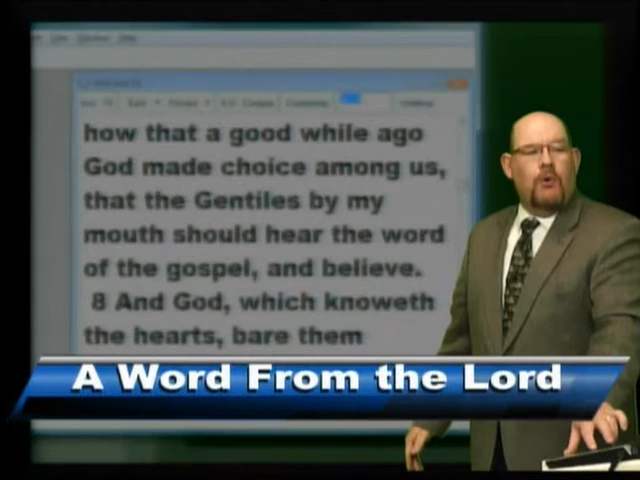 how that a good while ago
God made choice among us,
that the Gentiles by my
mouth should hear the word
of the gospel, and believe.
8 And God, which knoweth
the hearts, bare them
A Word From the Lord